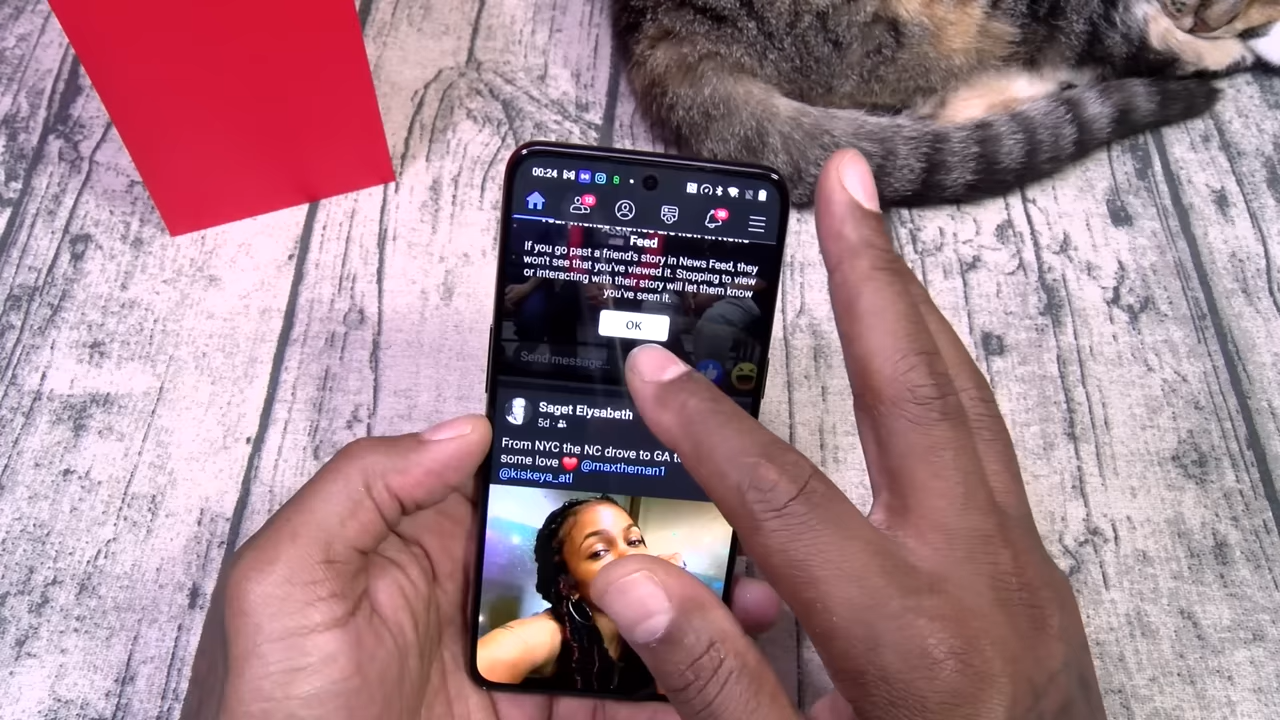 00:24
12
Feed
If you go past a friend's story in News Feed, they
won't see that you've viewed it. Stopping to view
or interacting with their story will let them know
you've seen it.
OK
Send message...
Saget Elysabeth
5d ·
From NYC the NC drove to GA
some love ❤️ @maxtheman1
@kiskeya_atl